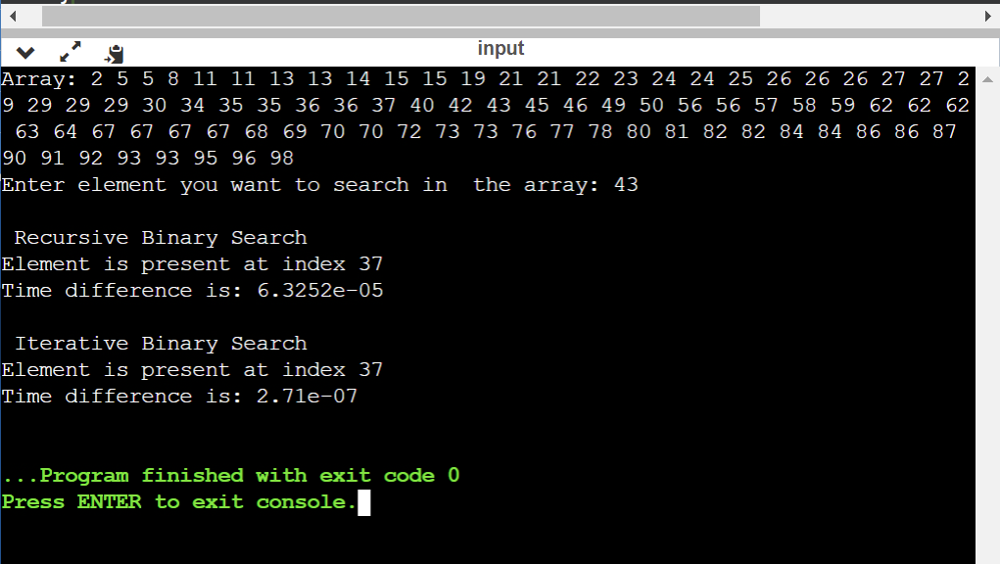 input
Array: 2 5 5 8 11 11 13 13 14 15 15 19 21 21 22 23 24 24 25 26 26 26 27 27 2
9 29 29 29 30 34 35 35 36 36 37 40 42 43 45 46 49 50 56 56 57 58 59 62 62 62
 63 64 67 67 67 67 68 69 70 70 72 73 73 76 77 78 80 81 82 82 84 84 86 86 87
90 91 92 93 93 95 96 98
Enter element you want to search in  the array: 43
 Recursive Binary Search
Element is present at index 37
Time difference is: 6.3252e-05
 Iterative Binary Search
Element is present at index 37
Time difference is: 2.71e-07
...Program finished with exit code 0
Press ENTER to exit console.